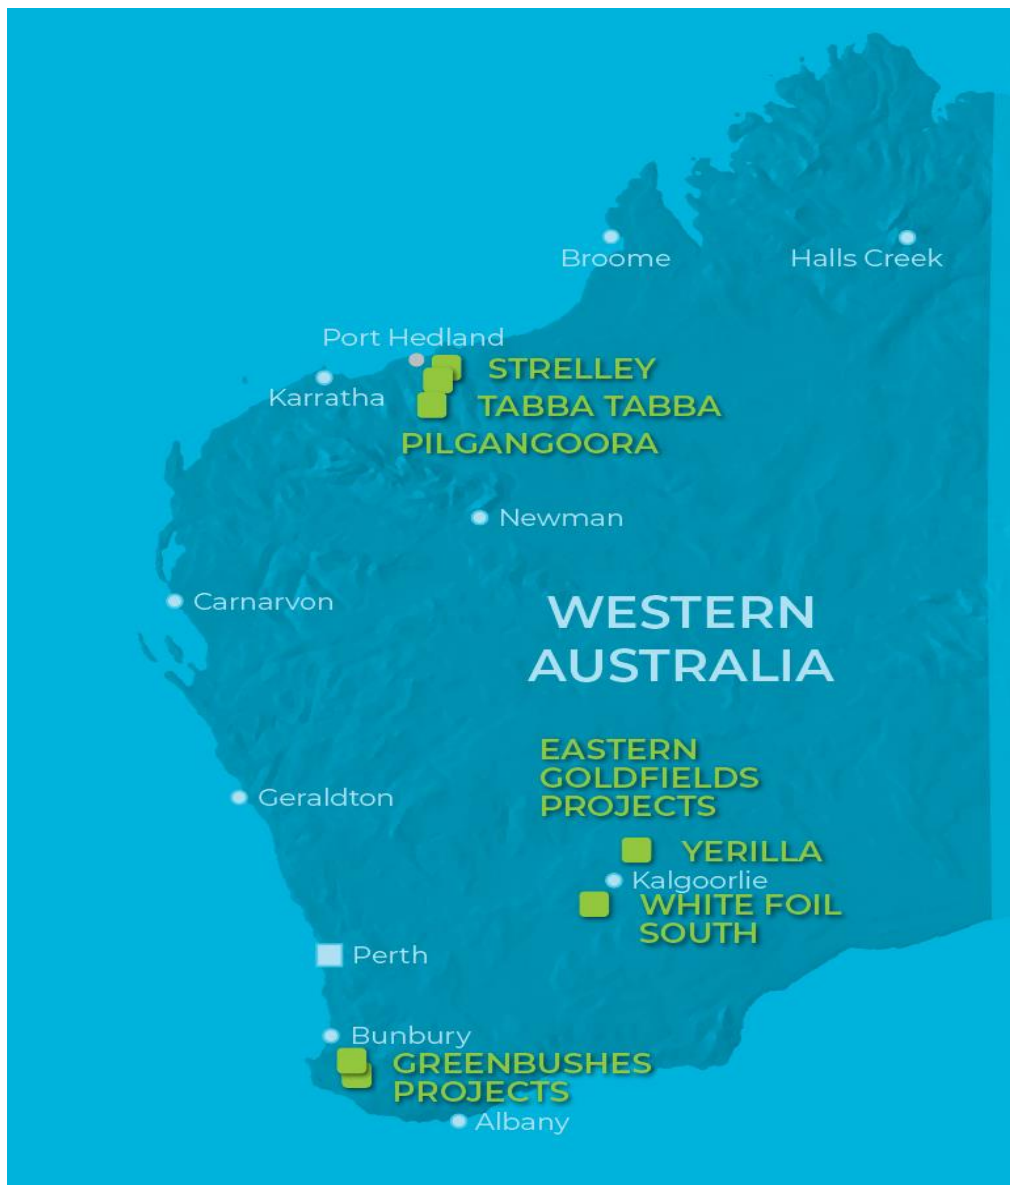 Broome
Halls Creek
Port Hedland
STRELLEY
Karratha
TABBA TABBA
PILGANGOORA
Newman
Carnarvon
WESTERN
AUSTRALIA
EASTERN
GOLDFIELDS
PROJECTS
Geraldton
YERILLA
Kalgoorlie
WHITE FOIL
SOUTH
Perth
Bunbury
GREENBUSHES
PROJECTS
Albany